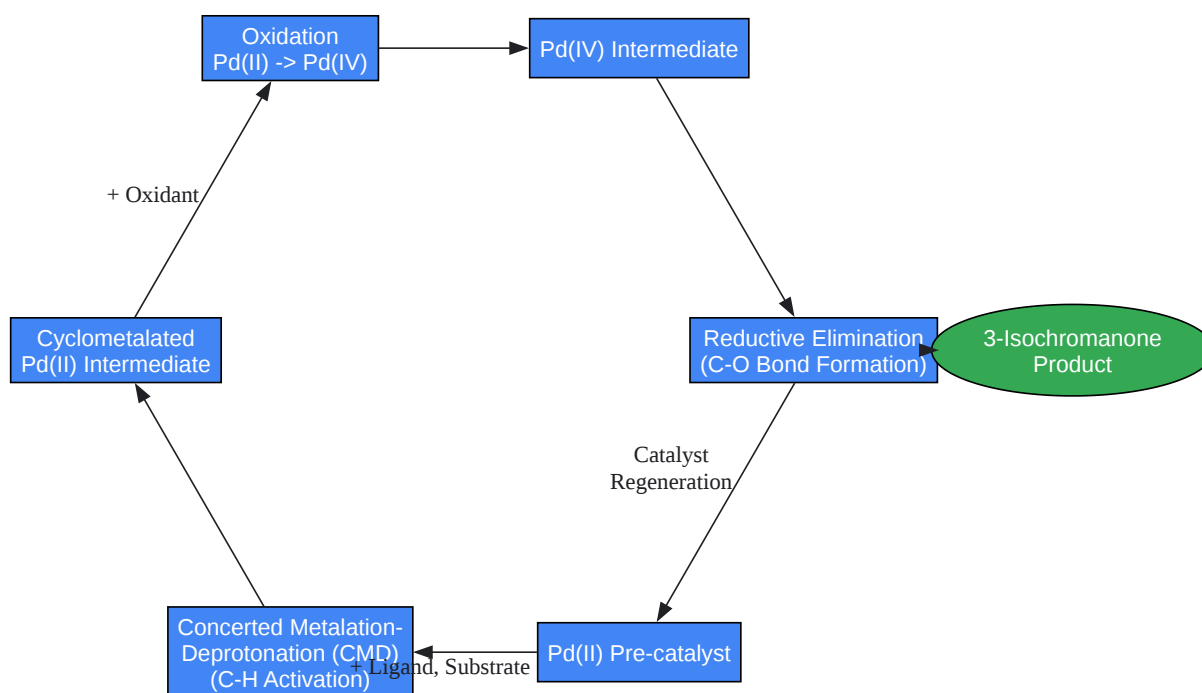 Oxidation
Pd(II) -> Pd(IV)
Pd(IV) Intermediate
+ Oxidant
Cyclometalated
Pd(II) Intermediate
Reductive Elimination
(C-O Bond Formation)
3-Isochromanone
Product
Catalyst
Regeneration
Concerted Metalation-
Deprotonation (CMD)
(C-H Activation)
+ Ligand, Substrate
Pd(II) Pre-catalyst